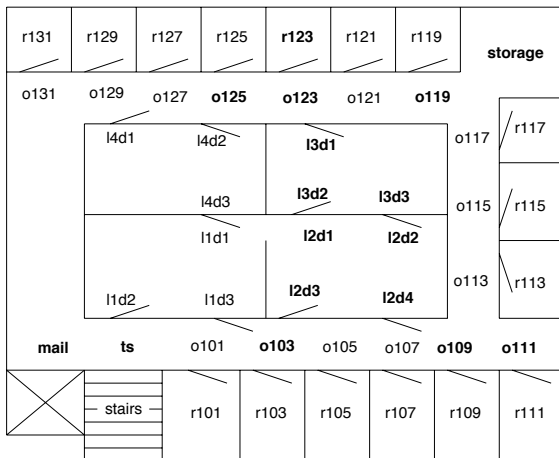 r131 r129 r127 r125 r123 r121 r119
storage
o131 o129 o127 o125 o123 o121 o119
l4d1 l4d2 l3d1
o117 r117
l4d3 l3d2 l3d3
o115 r115
l1d1 l2d1 l2d2
o113 r113
l1d2 l1d3 l2d3 l2d4
mail ts o101 o103 o105 o107 o109 o111
stairs r101 r103 r105 r107 r109 r111